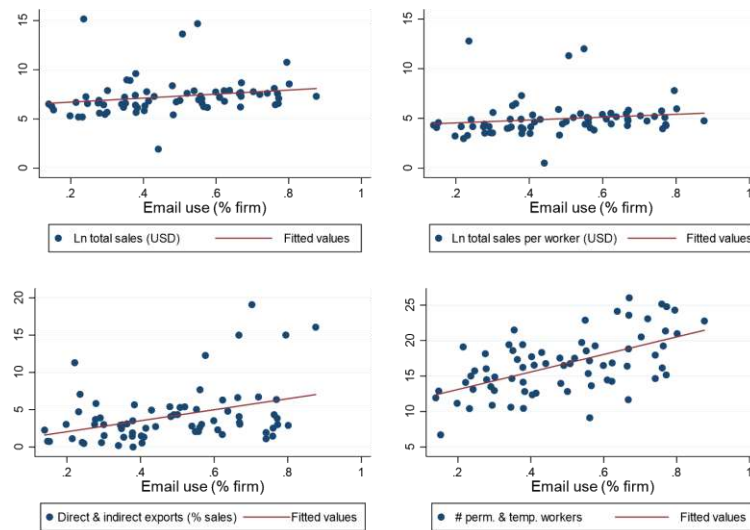 15
10
5
0
.2 .4 .6 .8 1
Email use (% firm)
Ln total sales (USD) Fitted values
15
10
5
0
.2 .4 .6 .8 1
Email use (% firm)
Ln total sales per worker (USD) Fitted values
20
15
10
5
0
.2 .4 .6 .8 1
Email use (% firm)
Direct & indirect exports (% sales) Fitted values
25
20
15
10
5
.2 .4 .6 .8 1
Email use (% firm)
# perm. & temp. workers Fitted values